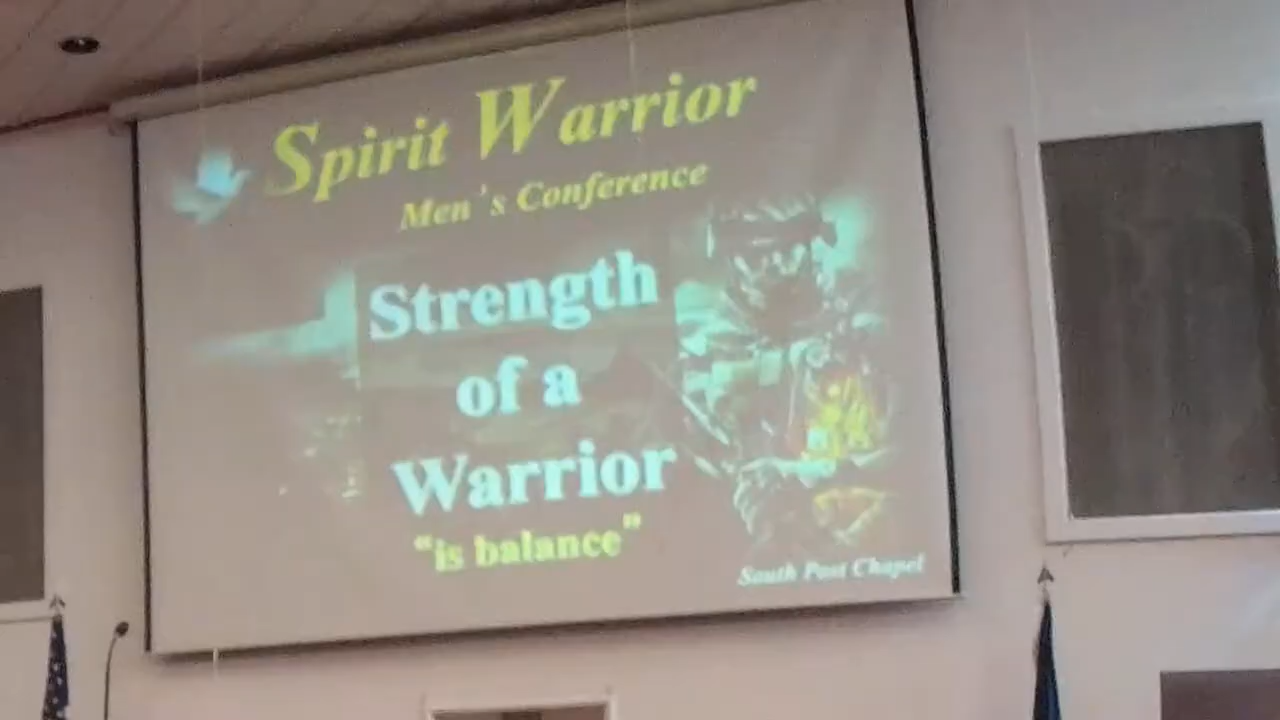 Spirit Warrior
Men's Conference
Strength
of a
Warrior
"is balance"
South Post Chapel